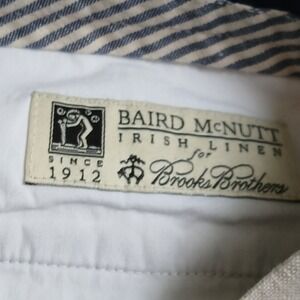 BAIRD McNUTT
IRISH LINEN
for
Brooks Brothers
SINCE
1912